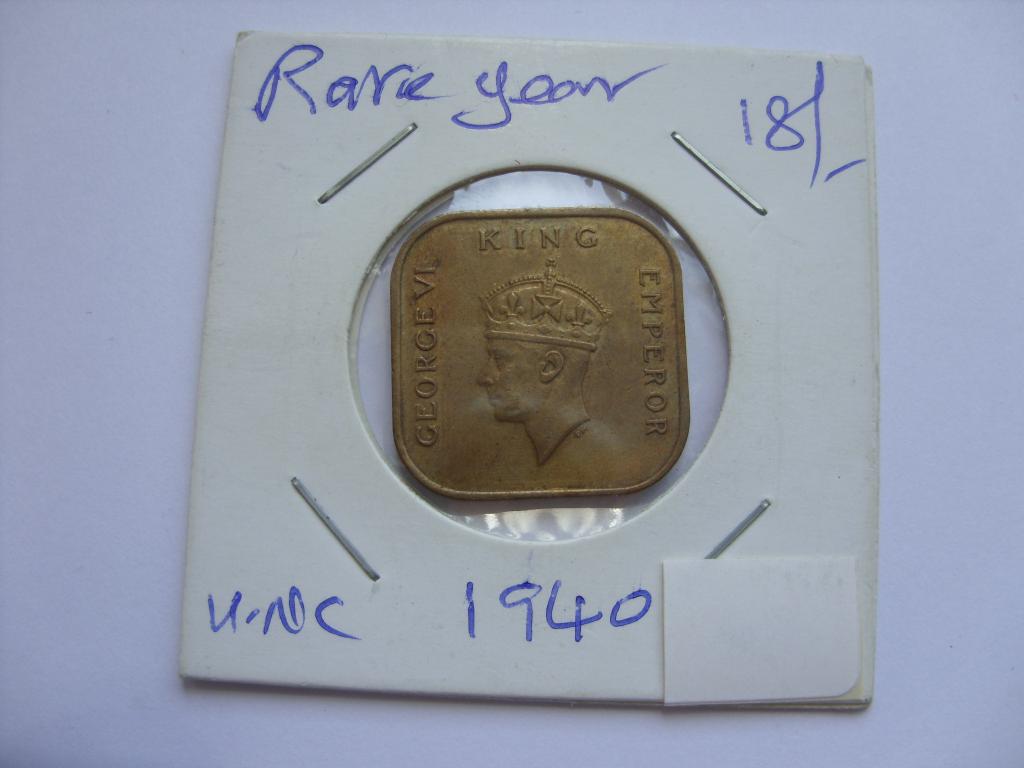 Rare year
18/-
KING
GEORGE VI
EMPEROR
U.NC
1940